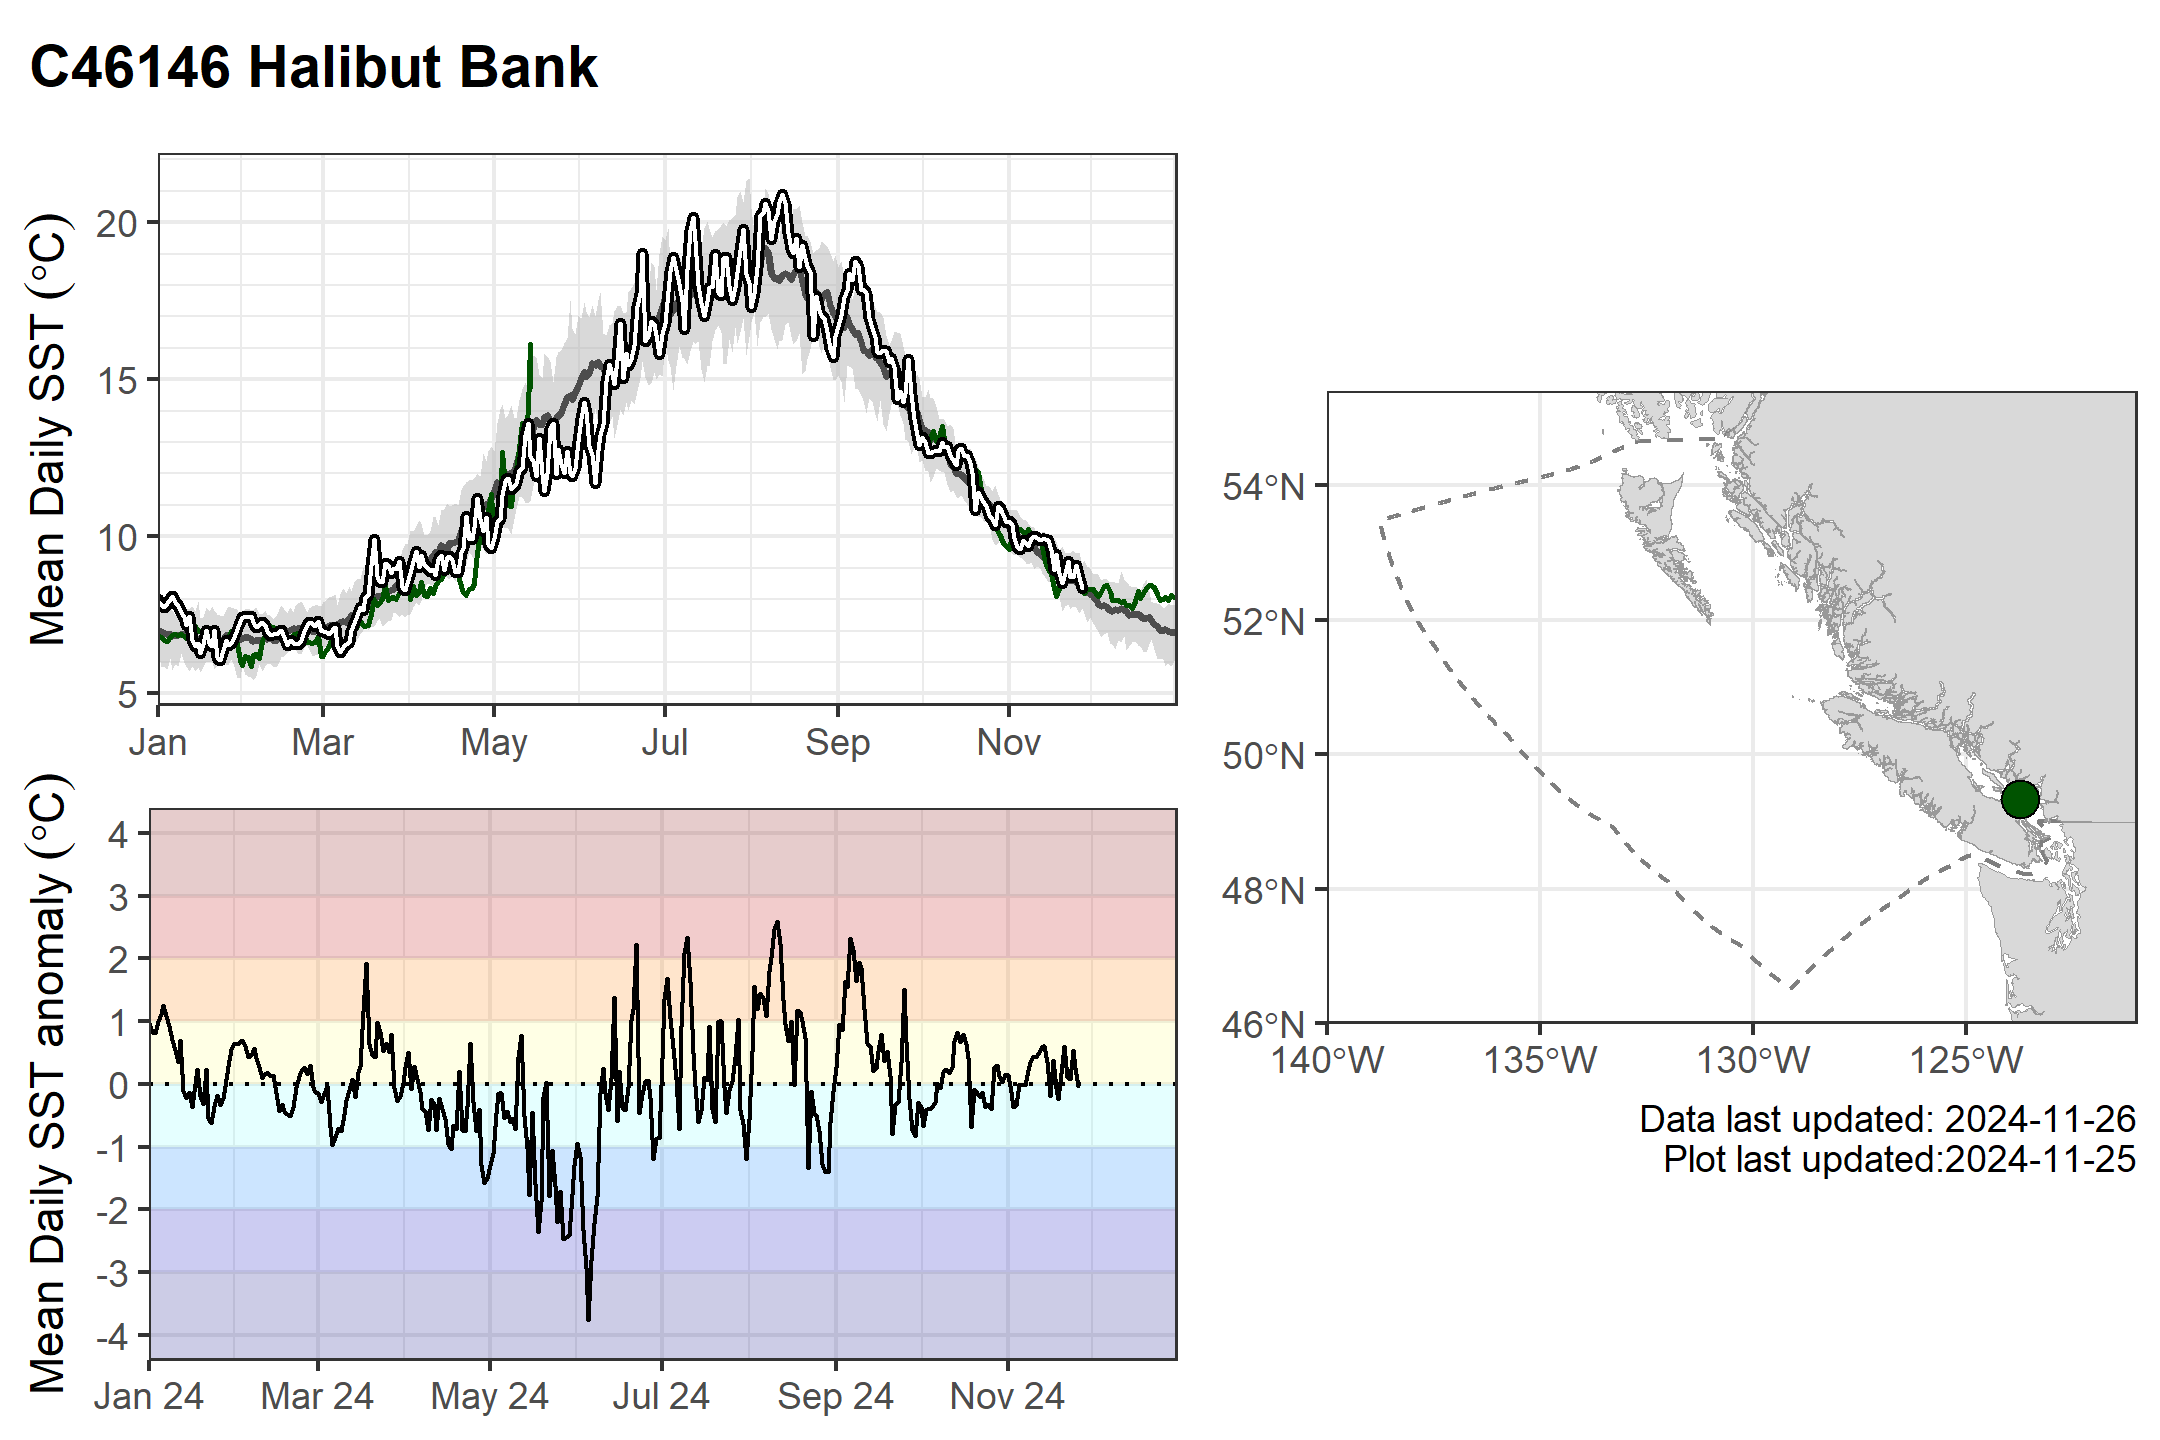 C46146 Halibut Bank
Mean Daily SST (°C)
20
15
10
5
Jan Mar May Jul Sep Nov
Mean Daily SST anomaly (°C)
4
3
2
1
0
-1
-2
-3
-4
Jan 24 Mar 24 May 24 Jul 24 Sep 24 Nov 24
54°N
52°N
50°N
48°N
46°N
140°W 135°W 130°W 125°W
Data last updated: 2024-11-26
Plot last updated:2024-11-25